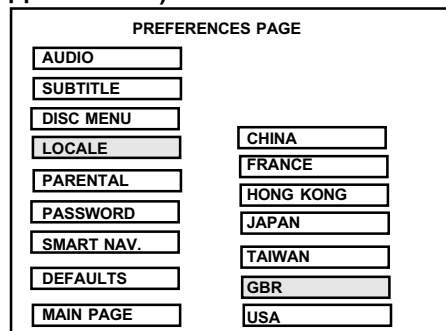 PREFERENCES PAGE
AUDIO
SUBTITLE
DISC MENU
LOCALE
PARENTAL
PASSWORD
SMART NAV.
DEFAULTS
MAIN PAGE
CHINA
FRANCE
HONG KONG
JAPAN
TAIWAN
GBR
USA